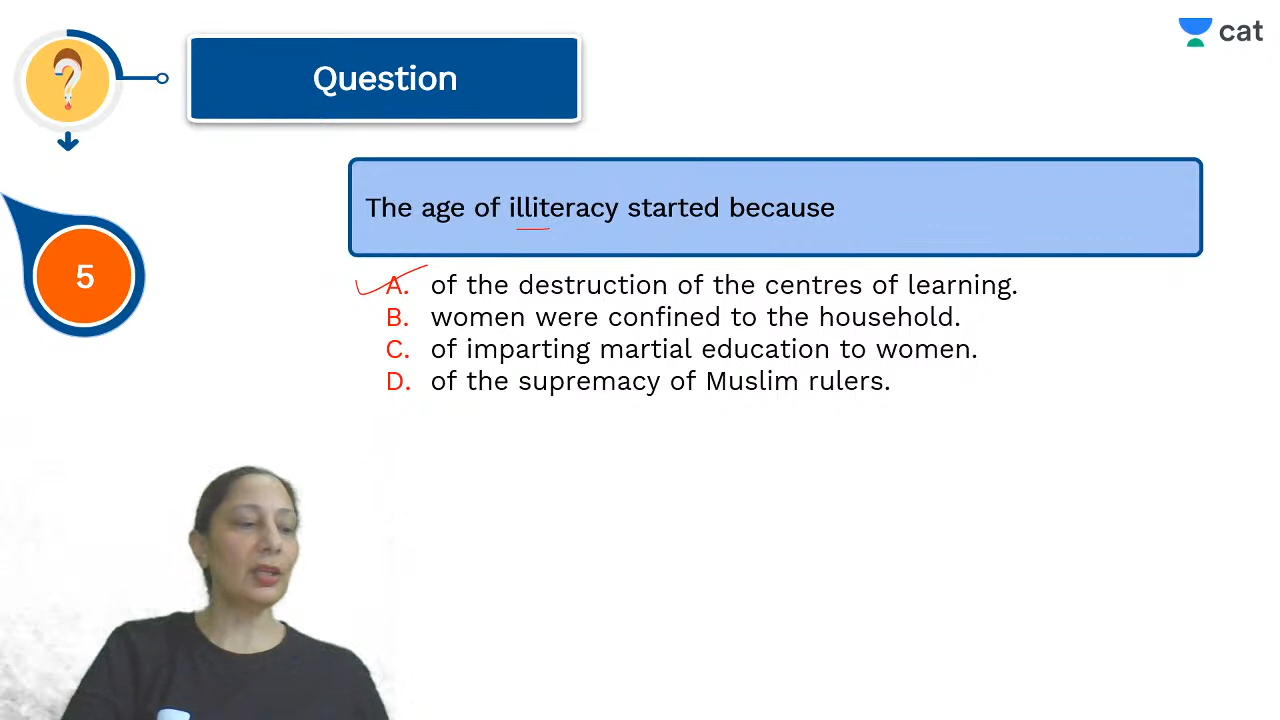 cat
Question
The age of illiteracy started because
5
A. of the destruction of the centres of learning.
B. women were confined to the household.
C. of imparting martial education to women.
D. of the supremacy of Muslim rulers.